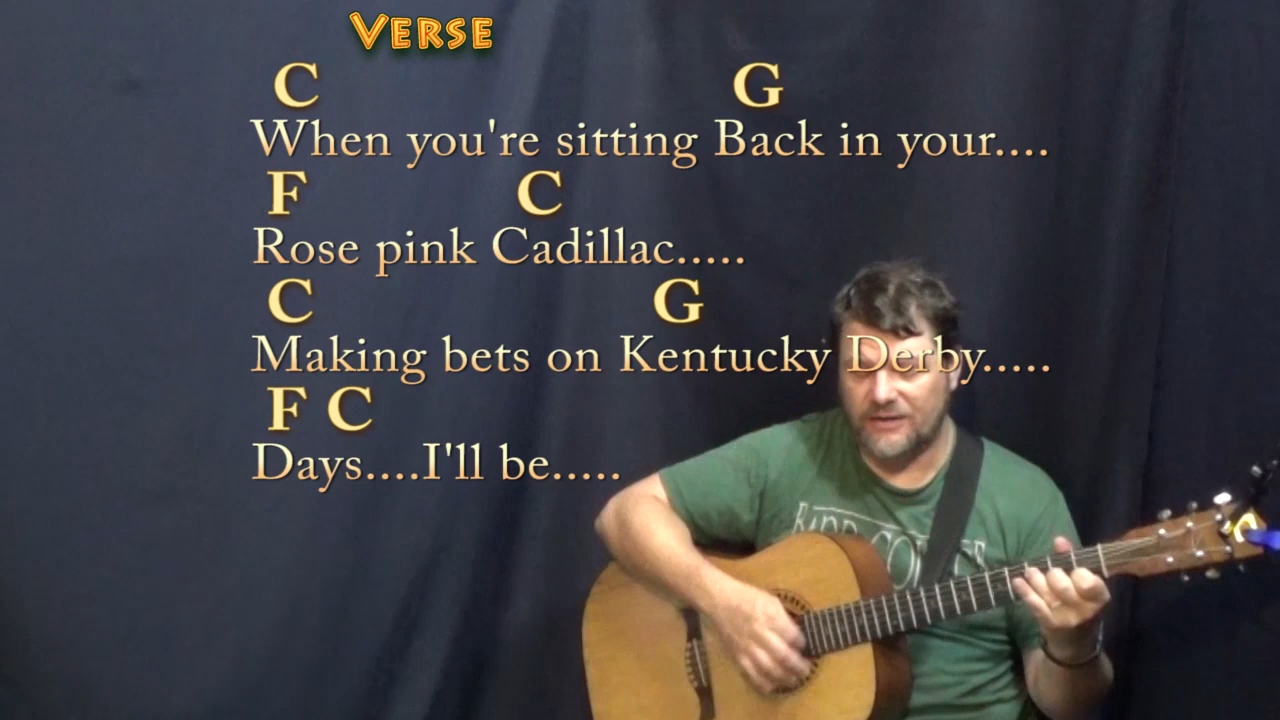 VERSE
C G
When you're sitting Back in your....
F C
Rose pink Cadillac.....
C G
Making bets on Kentucky Derby.....
F C
Days....I'll be.....